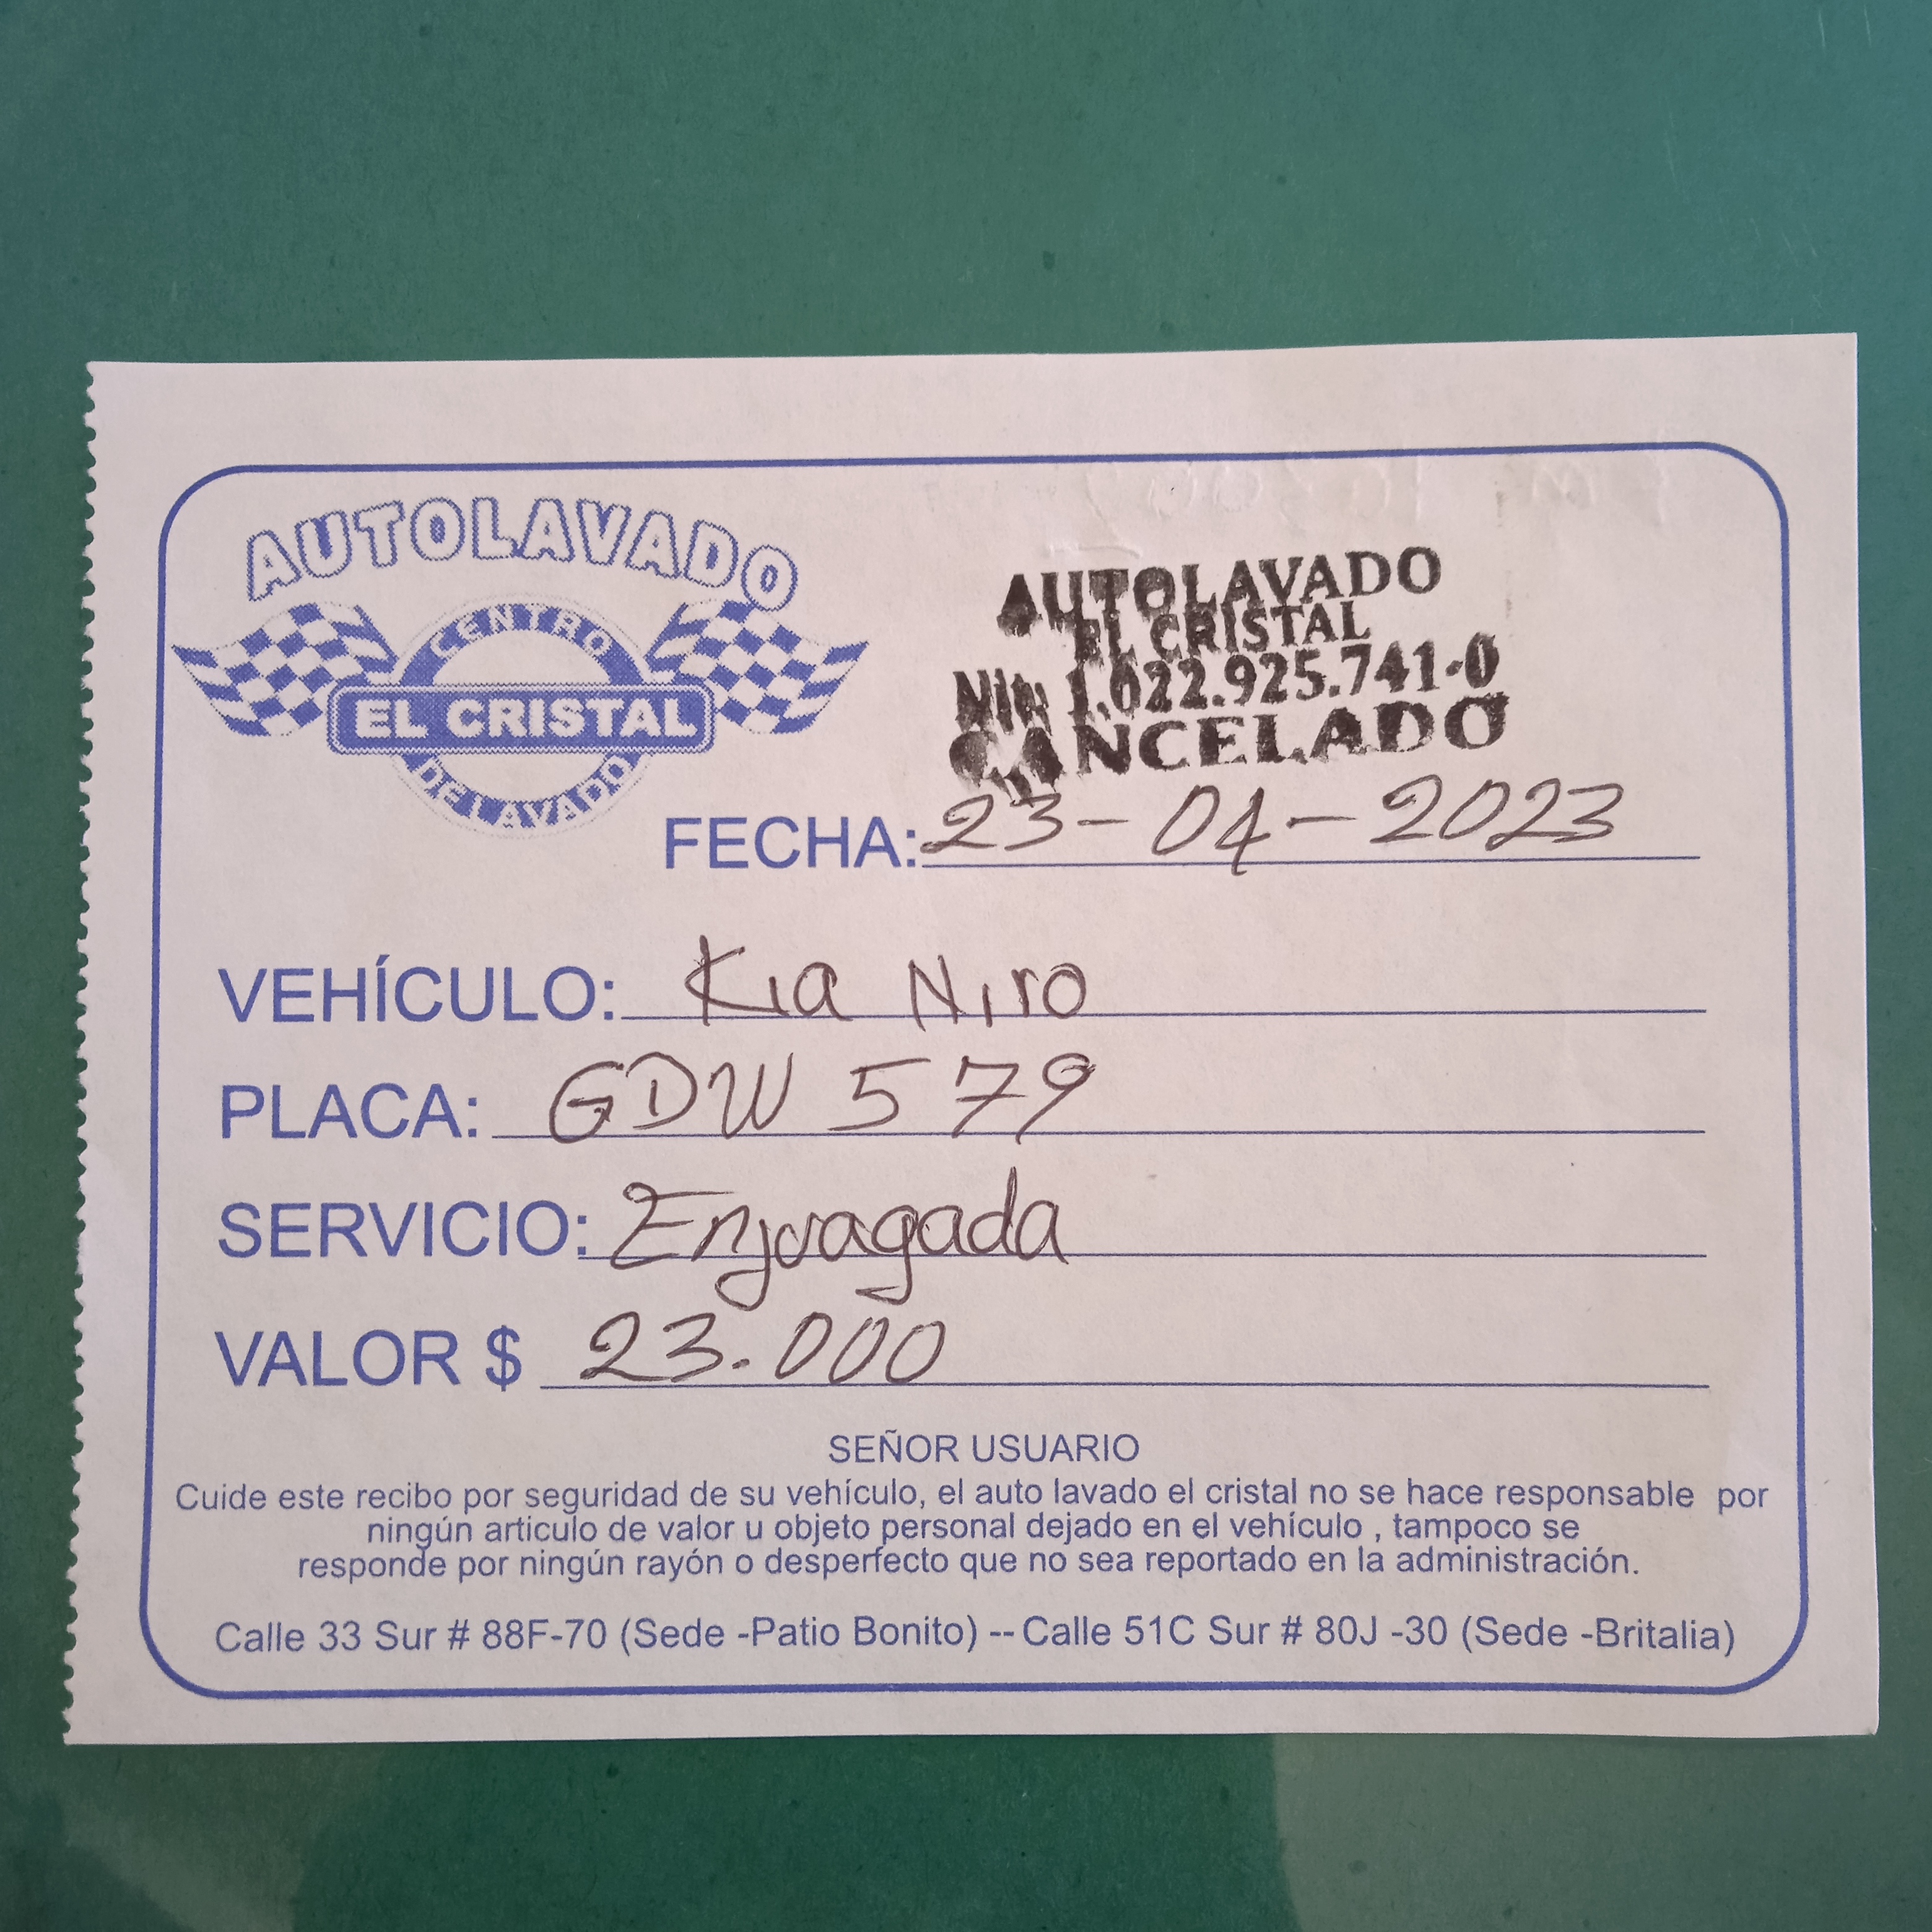 AUTOLAVADO
CENTRO
EL CRISTAL
DE LAVADO
AUTOLAVADO
EL CRISTAL
Nit: 1.022.925.741-0
CANCELADO
FECHA: 23-04-2023
VEHÍCULO: Kia Niro
PLACA: GDW 579
SERVICIO: Enjuagada
VALOR $ 23.000
SEÑOR USUARIO
Cuide este recibo por seguridad de su vehículo, el auto lavado el cristal no se hace responsable por
ningún articulo de valor u objeto personal dejado en el vehículo , tampoco se
responde por ningún rayón o desperfecto que no sea reportado en la administración.
Calle 33 Sur # 88F-70 (Sede -Patio Bonito) -- Calle 51C Sur # 80J -30 (Sede -Britalia)